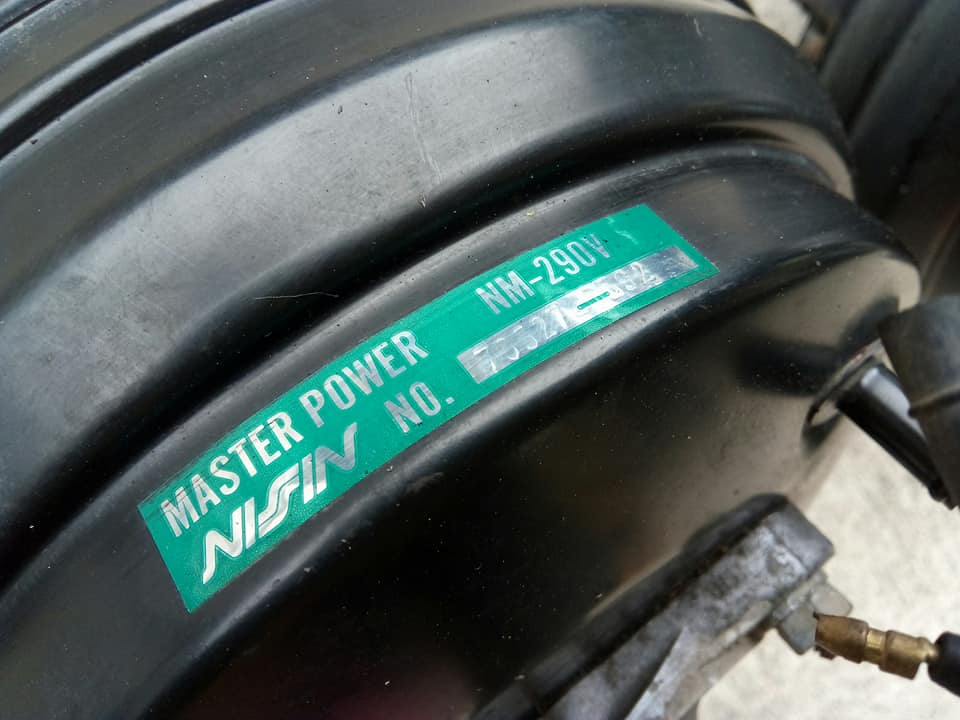 MASTER POWER NM-290V
NISSIN NO.